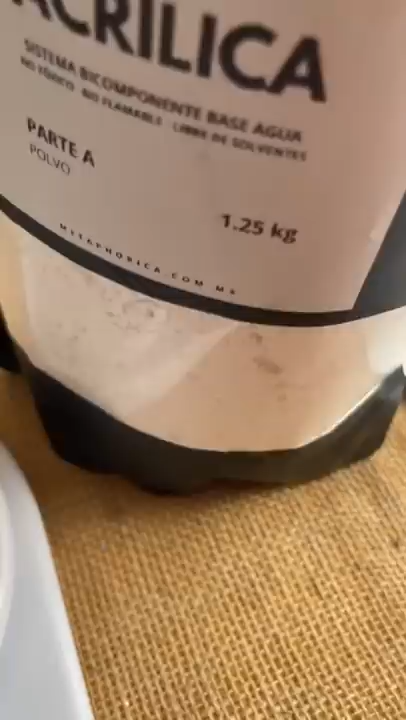 ACRÍLICA
SISTEMA BICOMPONENTE BASE AGUA
NO TÓXICO · NO FLAMABLE · LIBRE DE SOLVENTES
PARTE A
POLVO
1.25 kg
METAPHORICA.COM.MX